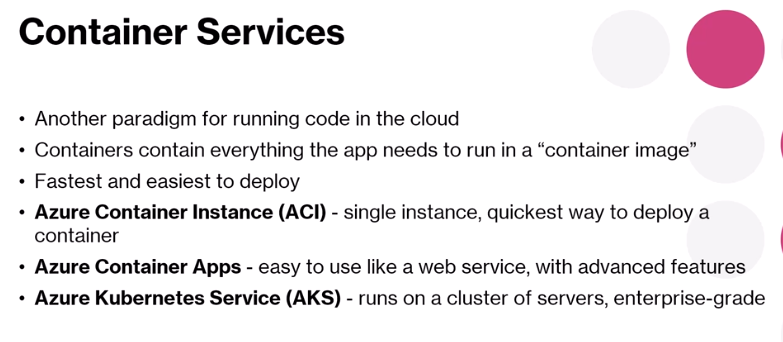 Container Services
• Another paradigm for running code in the cloud
• Containers contain everything the app needs to run in a “container image”
• Fastest and easiest to deploy
• Azure Container Instance (ACI) - single instance, quickest way to deploy a
container
• Azure Container Apps - easy to use like a web service, with advanced features
• Azure Kubernetes Service (AKS) - runs on a cluster of servers, enterprise-grade